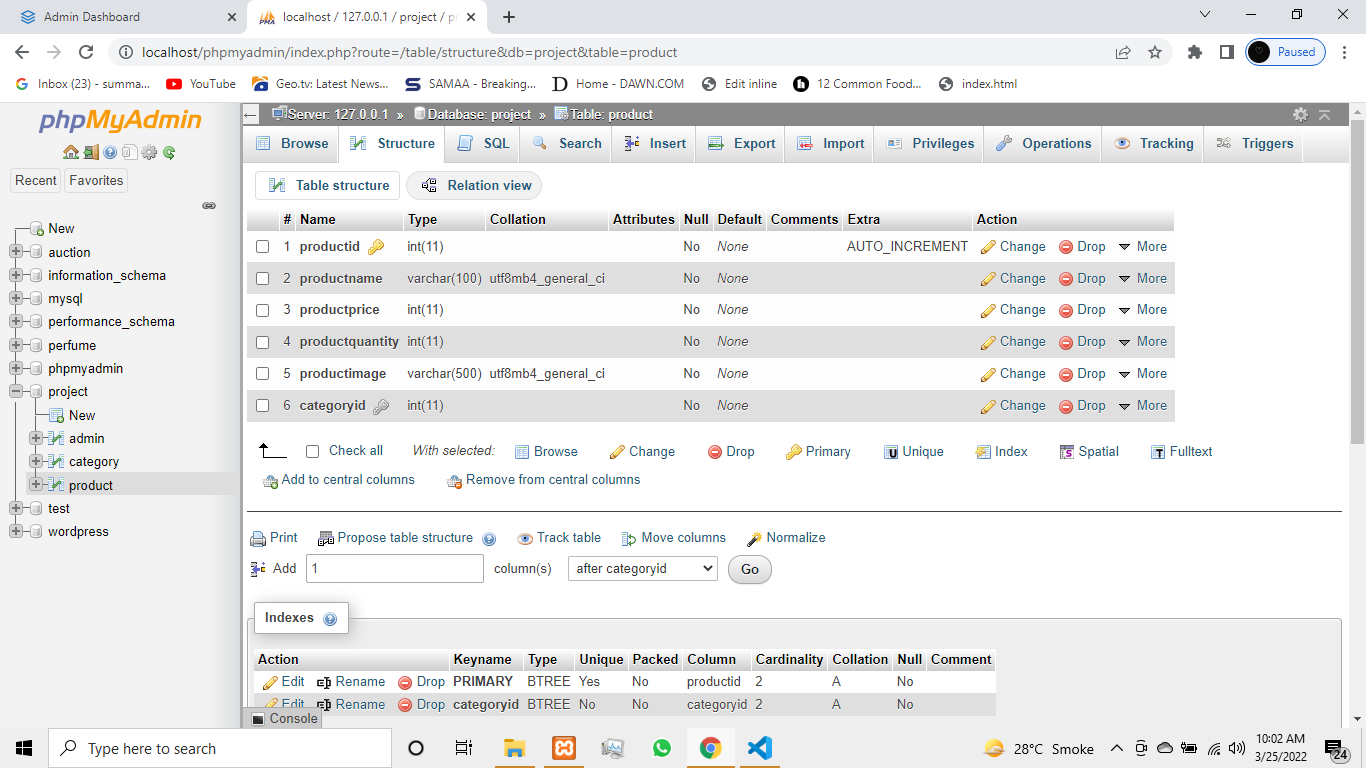 Admin Dashboard
localhost / 127.0.0.1 / project / p
localhost/phpmyadmin/index.php?route=/table/structure&db=project&table=product
Paused
Inbox (23) - summa...
YouTube
Geo.tv: Latest News...
SAMAA - Breaking...
Home - DAWN.COM
Edit inline
12 Common Food...
index.html
phpMyAdmin
Recent
Favorites
New
auction
information_schema
mysql
performance_schema
perfume
phpmyadmin
project
New
admin
category
product
test
wordpress
Server: 127.0.0.1 » Database: project » Table: product
Browse Structure SQL Search Insert Export Import Privileges Operations Tracking Triggers
Table structure Relation view
# Name Type Collation Attributes Null Default Comments Extra Action
1 productid int(11) No None AUTO_INCREMENT Change Drop More
2 productname varchar(100) utf8mb4_general_ci No None Change Drop More
3 productprice int(11) No None Change Drop More
4 productquantity int(11) No None Change Drop More
5 productimage varchar(500) utf8mb4_general_ci No None Change Drop More
6 categoryid int(11) No None Change Drop More
Check all With selected: Browse Change Drop Primary Unique Index Spatial Fulltext
Add to central columns Remove from central columns
Print Propose table structure Track table Move columns Normalize
Add 1 column(s) after categoryid Go
Indexes
Action Keyname Type Unique Packed Column Cardinality Collation Null Comment
Edit Rename Drop PRIMARY BTREE Yes No productid 2 A No
Edit Rename Drop categoryid BTREE No No categoryid 2 A No
Console
Type here to search
28°C Smoke
10:02 AM
3/25/2022
24